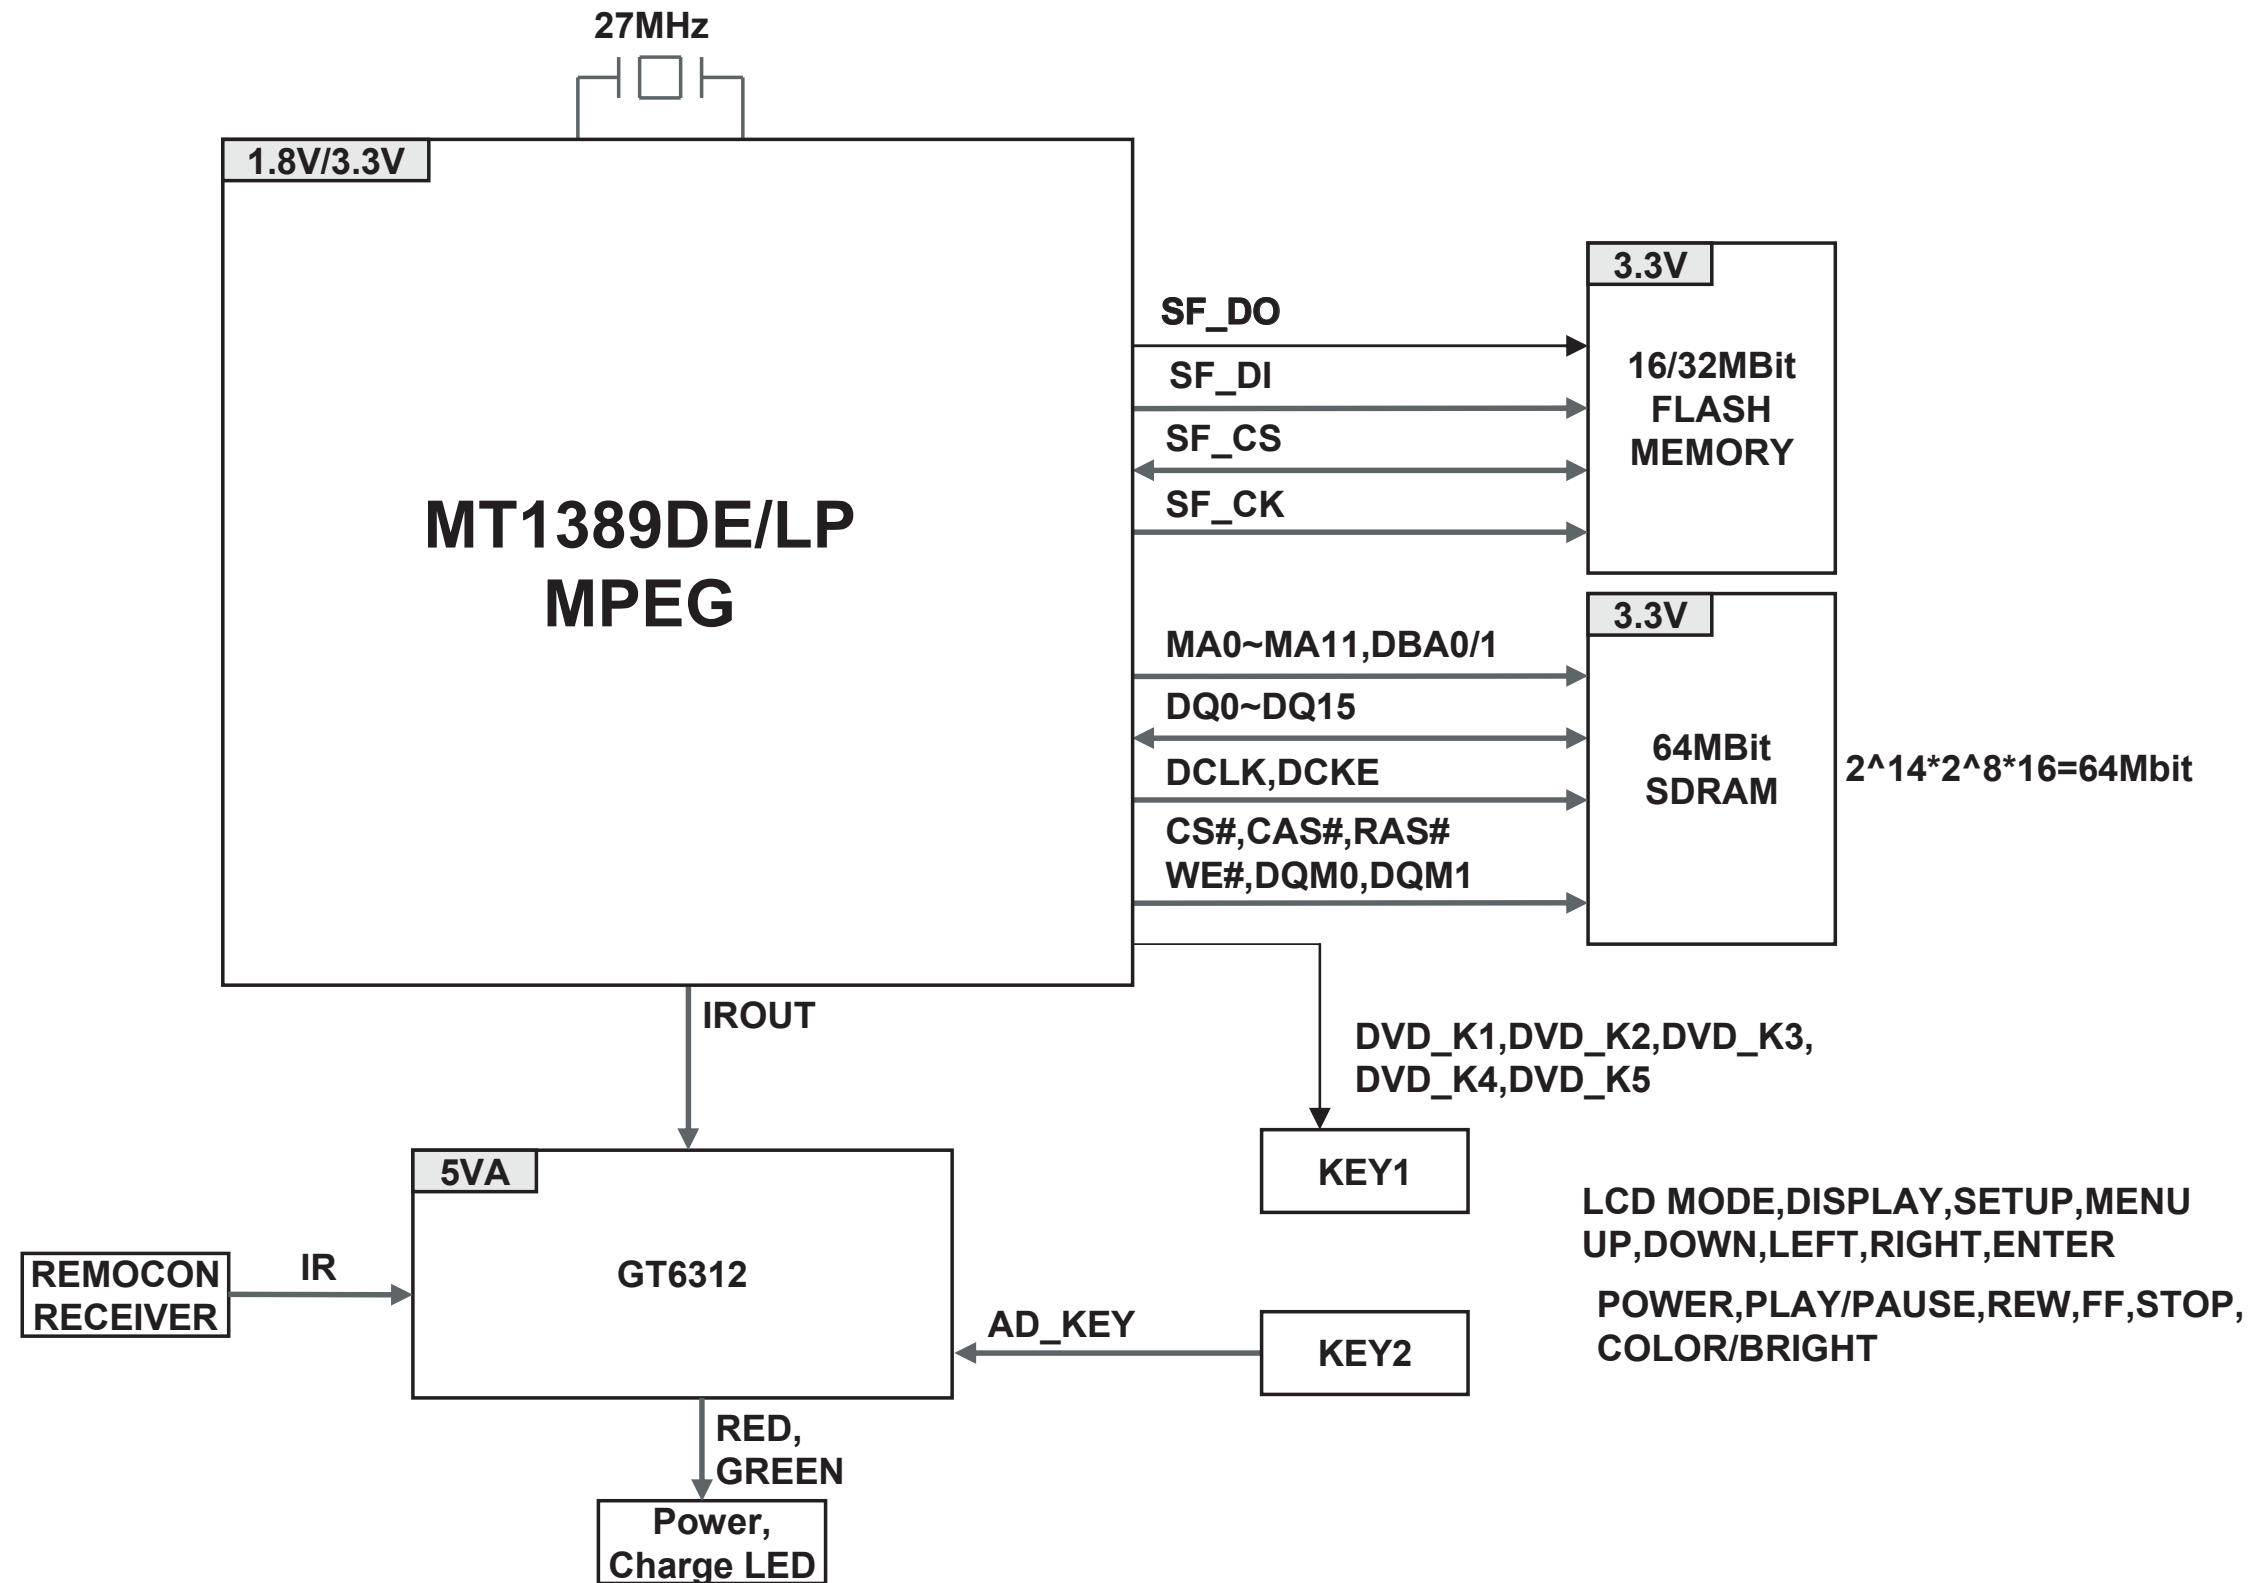 27MHz
1.8V/3.3V
MT1389DE/LP
MPEG
3.3V
16/32MBit
FLASH
MEMORY
SF_DO
SF_DI
SF_CS
SF_CK
3.3V
64MBit
SDRAM
2^14*2^8*16=64Mbit
MA0~MA11,DBA0/1
DQ0~DQ15
DCLK,DCKE
CS#,CAS#,RAS#
WE#,DQM0,DQM1
IROUT
DVD_K1,DVD_K2,DVD_K3,
DVD_K4,DVD_K5
KEY1
LCD MODE,DISPLAY,SETUP,MENU
UP,DOWN,LEFT,RIGHT,ENTER
5VA
GT6312
REMOCON
RECEIVER
IR
AD_KEY
KEY2
POWER,PLAY/PAUSE,REW,FF,STOP,
COLOR/BRIGHT
RED,
GREEN
Power,
Charge LED